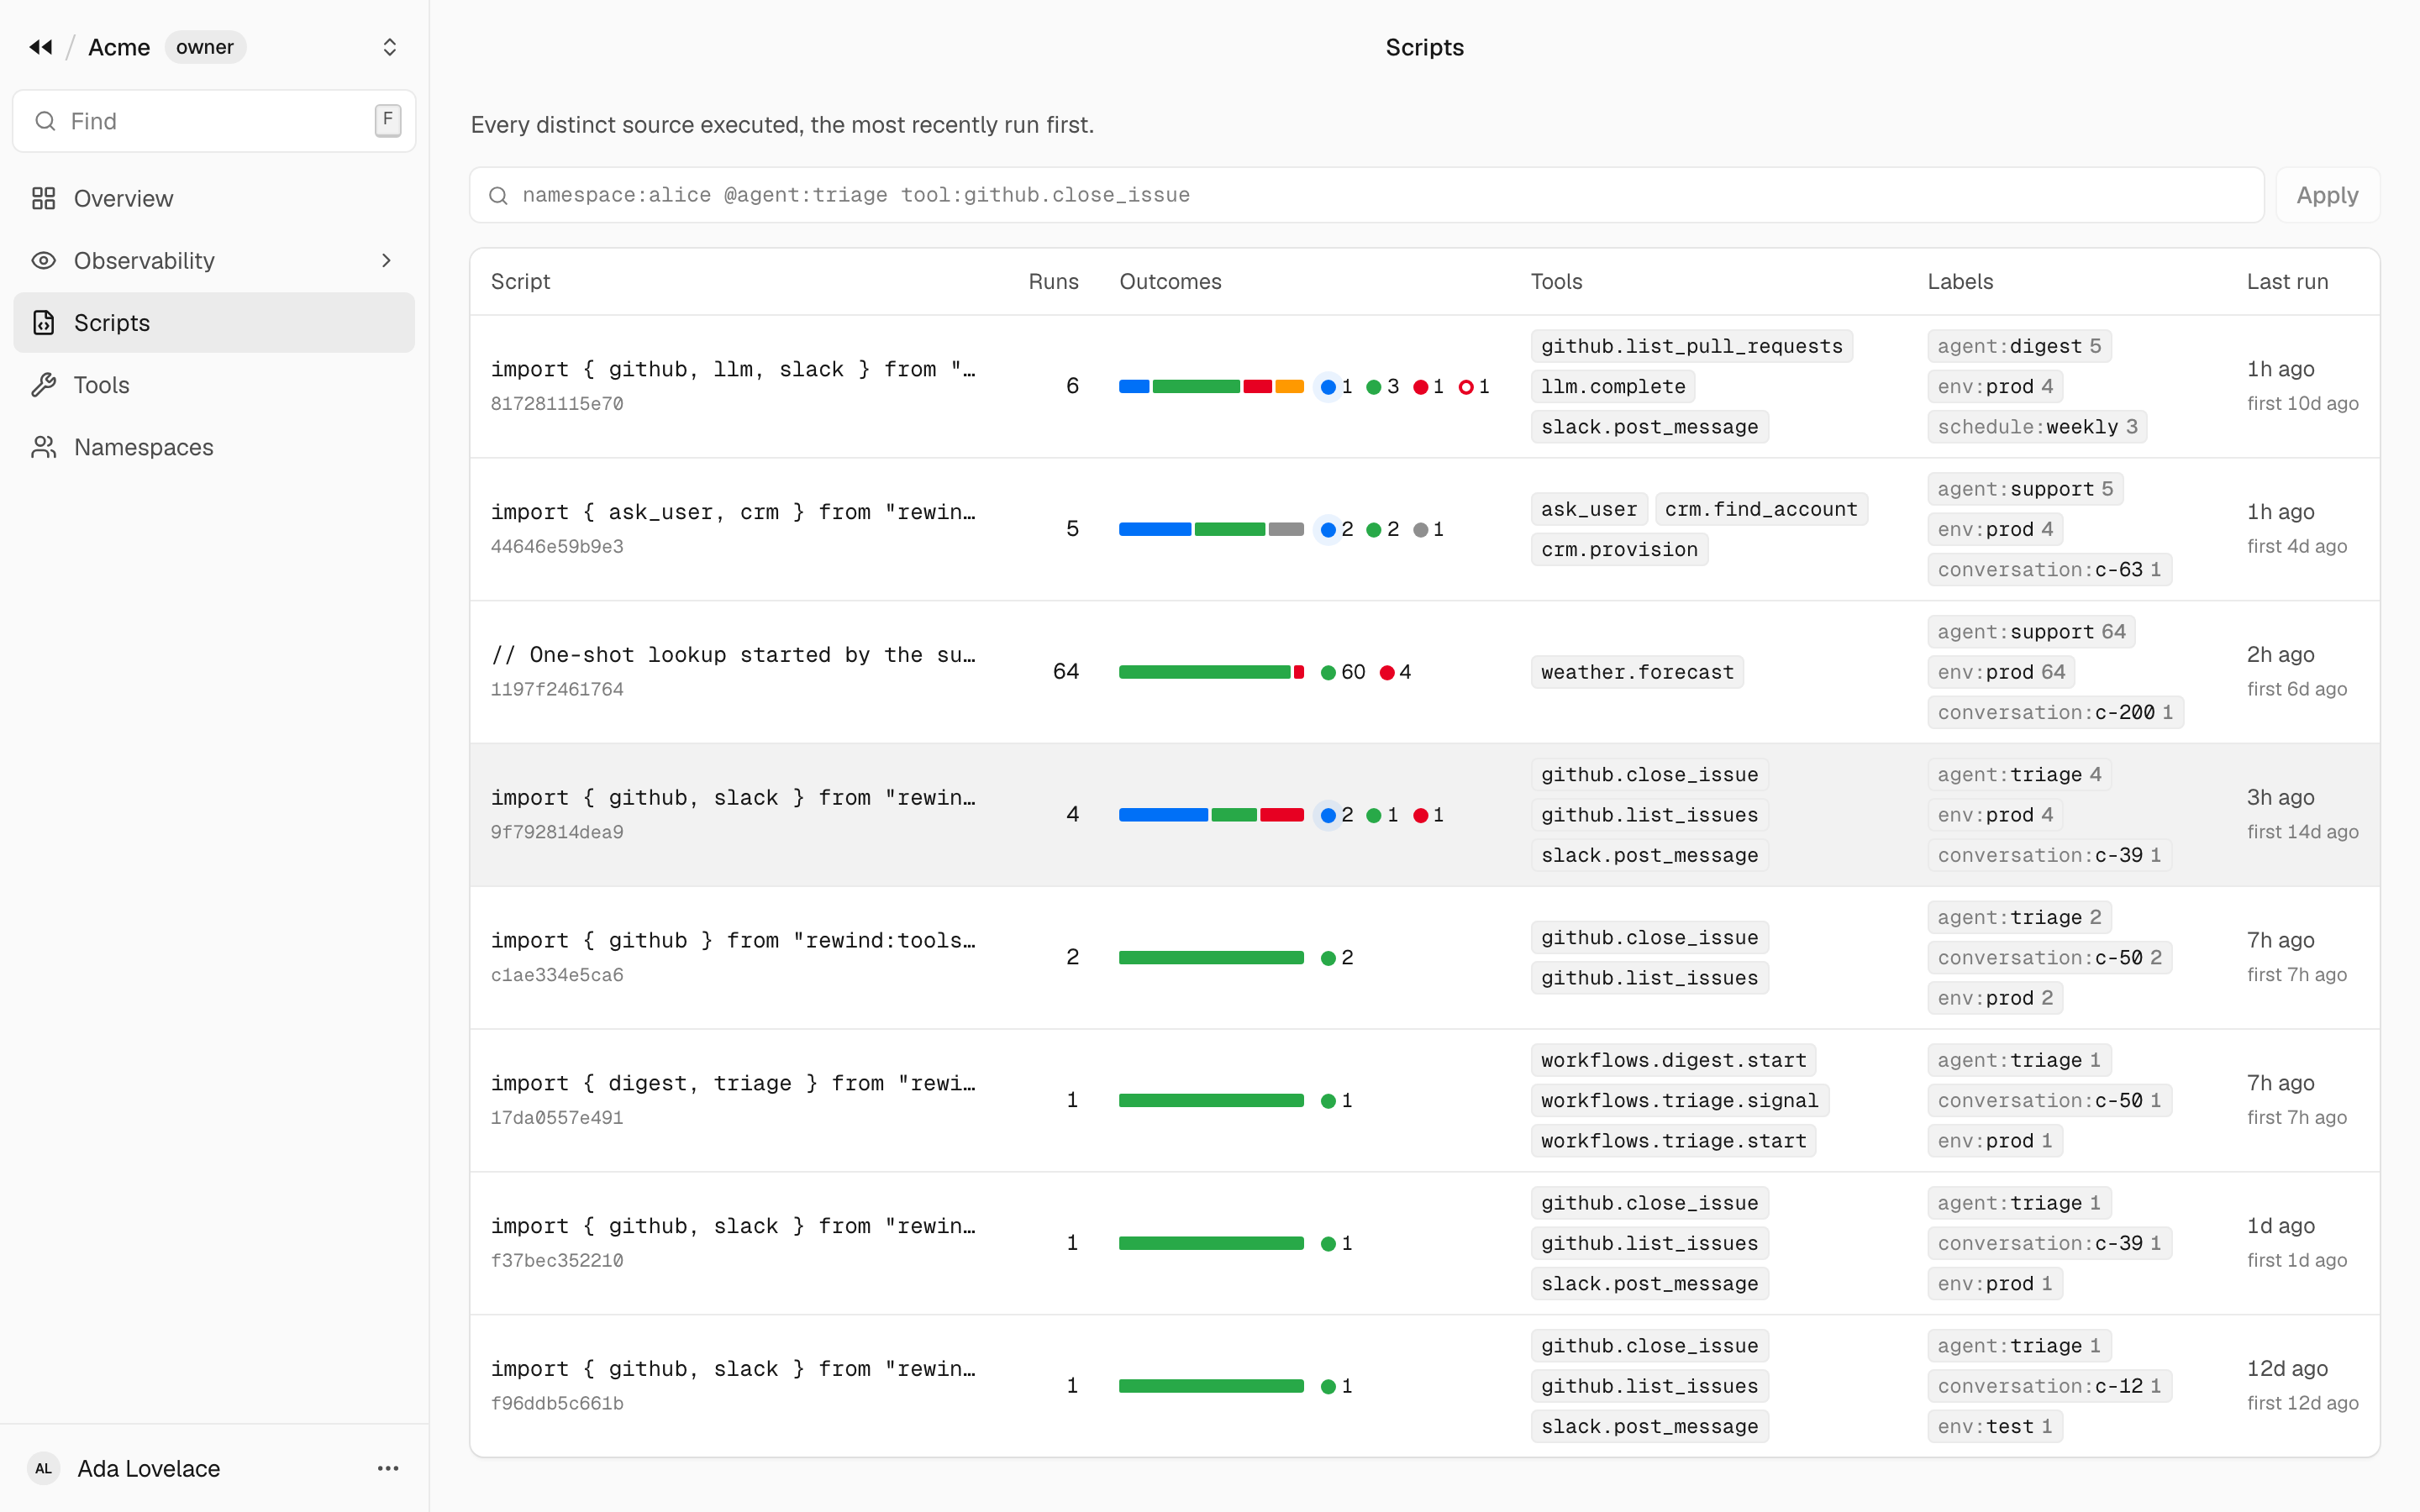 Acme owner
Find F
Overview
Observability
Scripts
Tools
Namespaces
AL Ada Lovelace
Scripts
Every distinct source executed, the most recently run first.
namespace:alice @agent:triage tool:github.close_issue Apply
Script Runs Outcomes Tools Labels Last run
import { github, llm, slack } from "…
817281115e70
6
1 3 1 1
github.list_pull_requests
llm.complete
slack.post_message
agent:digest 5
env:prod 4
schedule:weekly 3
1h ago
first 10d ago
import { ask_user, crm } from "rewin…
44646e59b9e3
5
2 2 1
ask_user crm.find_account
crm.provision
agent:support 5
env:prod 4
conversation:c-63 1
1h ago
first 4d ago
// One-shot lookup started by the su…
1197f2461764
64
60 4
weather.forecast
agent:support 64
env:prod 64
conversation:c-200 1
2h ago
first 6d ago
import { github, slack } from "rewin…
9f792814dea9
4
2 1 1
github.close_issue
github.list_issues
slack.post_message
agent:triage 4
env:prod 4
conversation:c-39 1
3h ago
first 14d ago
import { github } from "rewind:tools…
c1ae334e5ca6
2
2
github.close_issue
github.list_issues
agent:triage 2
conversation:c-50 2
env:prod 2
7h ago
first 7h ago
import { digest, triage } from "rewi…
17da0557e491
1
1
workflows.digest.start
workflows.triage.signal
workflows.triage.start
agent:triage 1
conversation:c-50 1
env:prod 1
7h ago
first 7h ago
import { github, slack } from "rewin…
f37bec352210
1
1
github.close_issue
github.list_issues
slack.post_message
agent:triage 1
conversation:c-39 1
env:prod 1
1d ago
first 1d ago
import { github, slack } from "rewin…
f96ddb5c661b
1
1
github.close_issue
github.list_issues
slack.post_message
agent:triage 1
conversation:c-12 1
env:test 1
12d ago
first 12d ago